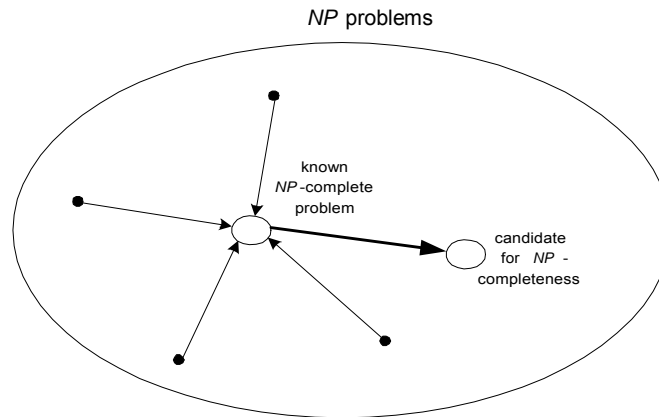 NP problems
known
NP-complete
problem
candidate
for NP -
completeness